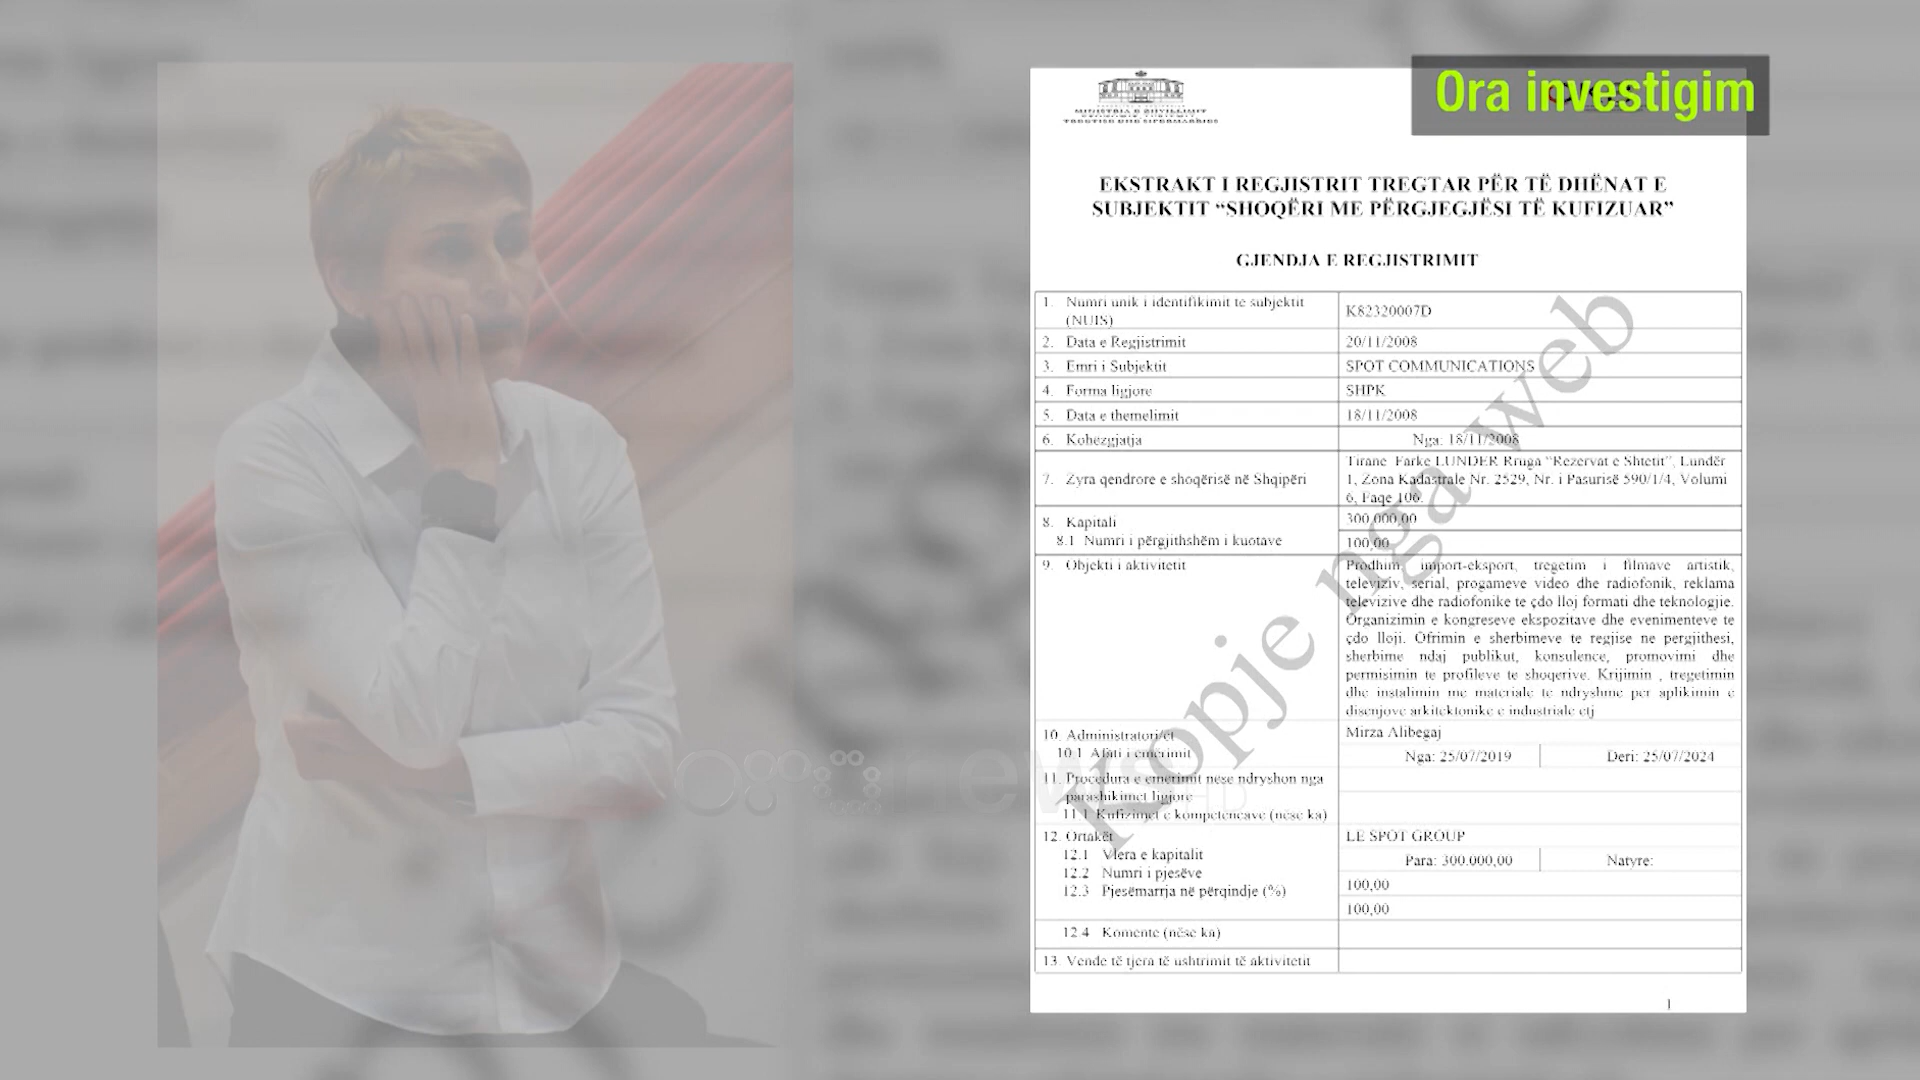 Ora investigim
MINISTRIA E ZHVILLIMIT
TREGTISE DHE SIPERMARRJES
EKSTRAKT I REGJISTRIT TREGTAR PËR TË DHËNAT E
SUBJEKTIT “SHOQËRI ME PËRGJEGJËSI TË KUFIZUAR”
GJENDJA E REGJISTRIMIT
1. Numri unik i identifikimit te subjektit
(NUIS)
K82320007D
2. Data e Regjistrimit
20/11/2008
3. Emri i Subjektit
SPOT COMMUNICATIONS
4. Forma ligjore
SHPK
5. Data e themelimit
18/11/2008
6. Kohezgjatja
Nga: 18/11/2008
7. Zyra qendrore e shoqërisë në Shqipëri
Tirane Farke LUNDER Rruga “Rezervat e Shtetit”, Lundër
1, Zona Kadastrale Nr. 2529, Nr. i Pasurisë 590/1/4, Volumi
6, Faqe 106.
8. Kapitali
300.000,00
8.1 Numri i përgjithshëm i kuotave
100,00
9. Objekti i aktivitetit
Prodhim, import-eksport, tregetim i filmave artistik,
televiziv, serial, progameve video dhe radiofonik, reklama
televizive dhe radiofonike te çdo lloj formati dhe teknologjie.
Organizimin e kongreseve ekspozitave dhe evenimenteve te
çdo lloji. Ofrimin e sherbimeve te regjise ne pergjithesi,
sherbime ndaj publikut, konsulence, promovimi dhe
permisimin te profileve te shoqerive. Krijimin , tregetimin
dhe instalimin me materiale te ndryshme per aplikimin e
disenjove arkitektonike e industriale etj
10. Administratori/ët
Mirza Alibegaj
10.1 Afati i emerimit
Nga: 25/07/2019
Deri: 25/07/2024
11. Procedura e emerimit nese ndryshon nga
parashikimet ligjore
11.1 Kufizimet e kompetencave (nëse ka)
12. Ortakët
LE SPOT GROUP
12.1 Vlera e kapitalit
Para: 300.000,00
Natyre:
12.2 Numri i pjesëve
100,00
12.3 Pjesëmarrja në përqindje (%)
100,00
12.4 Komente (nëse ka)
13. Vende të tjera të ushtrimit të aktivitetit
1
Kopje nga web
news
HD